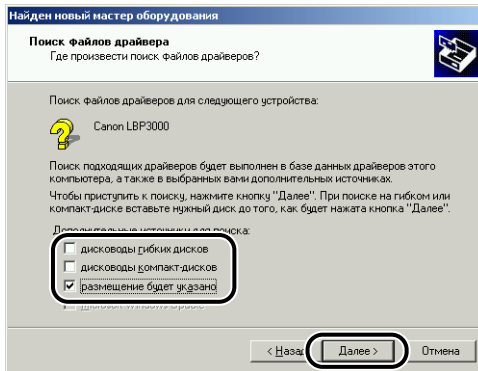 Найден новый мастер оборудования
Поиск файлов драйвера
Где произвести поиск файлов драйверов?
Поиск файлов драйверов для следующего устройства:
Canon LBP3000
Поиск подходящих драйверов будет выполнен в базе данных драйверов этого
компьютера, а также в выбранных вами дополнительных источниках.
Чтобы приступить к поиску, нажмите кнопку "Далее". При поиске на гибком или
компакт-диске вставьте нужный диск до того, как будет нажата кнопка "Далее".
Дополнительные источники для поиска:
дисководы гибких дисков
дисководы компакт-дисков
размещение будет указано
Microsoft Windows Update
< Назад Далее > Отмена